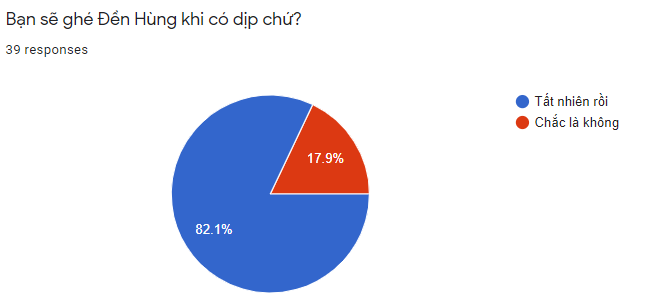 Bạn sẽ ghé Đền Hùng khi có dịp chứ?
39 responses
Tất nhiên rồi
Chắc là không
17.9%
82.1%